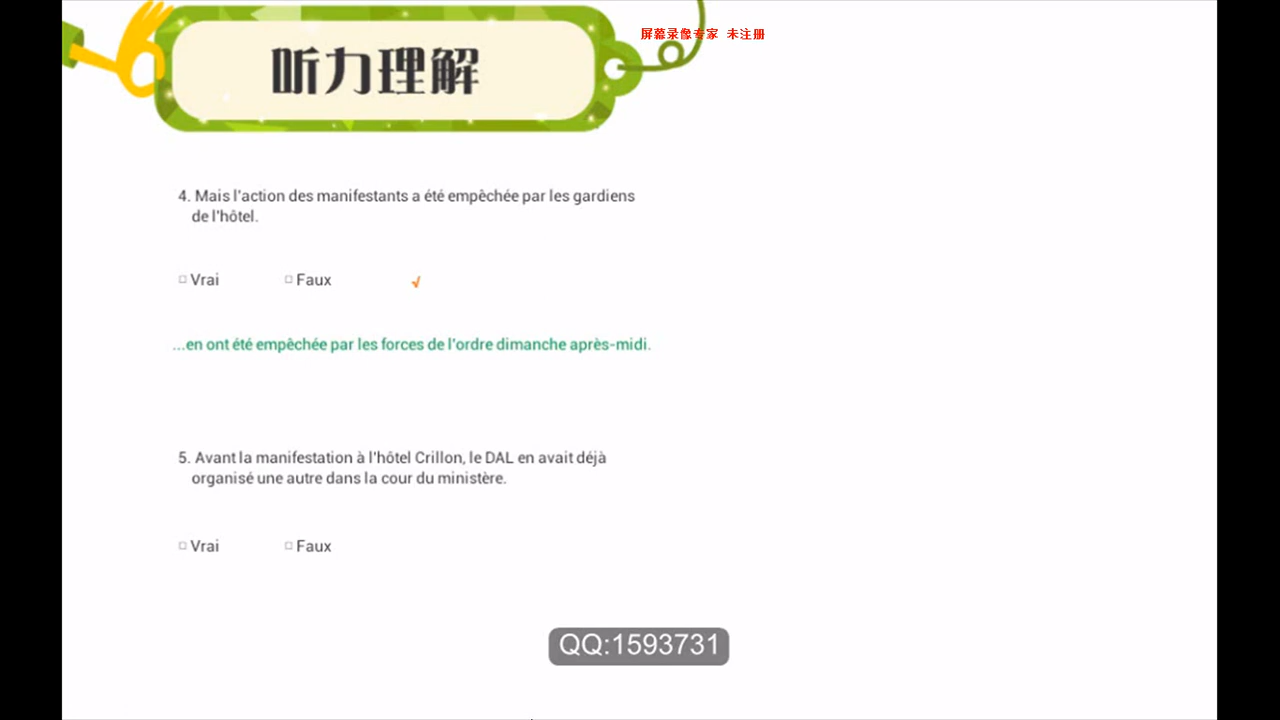 屏幕录像专家 未注册
听力理解
4. Mais l'action des manifestants a été empêchée par les gardiens
de l'hôtel.
□ Vrai □ Faux √
...en ont été empêchée par les forces de l'ordre dimanche après-midi.
5. Avant la manifestation à l'hôtel Crillon, le DAL en avait déjà
organisé une autre dans la cour du ministère.
□ Vrai □ Faux
QQ:1593731